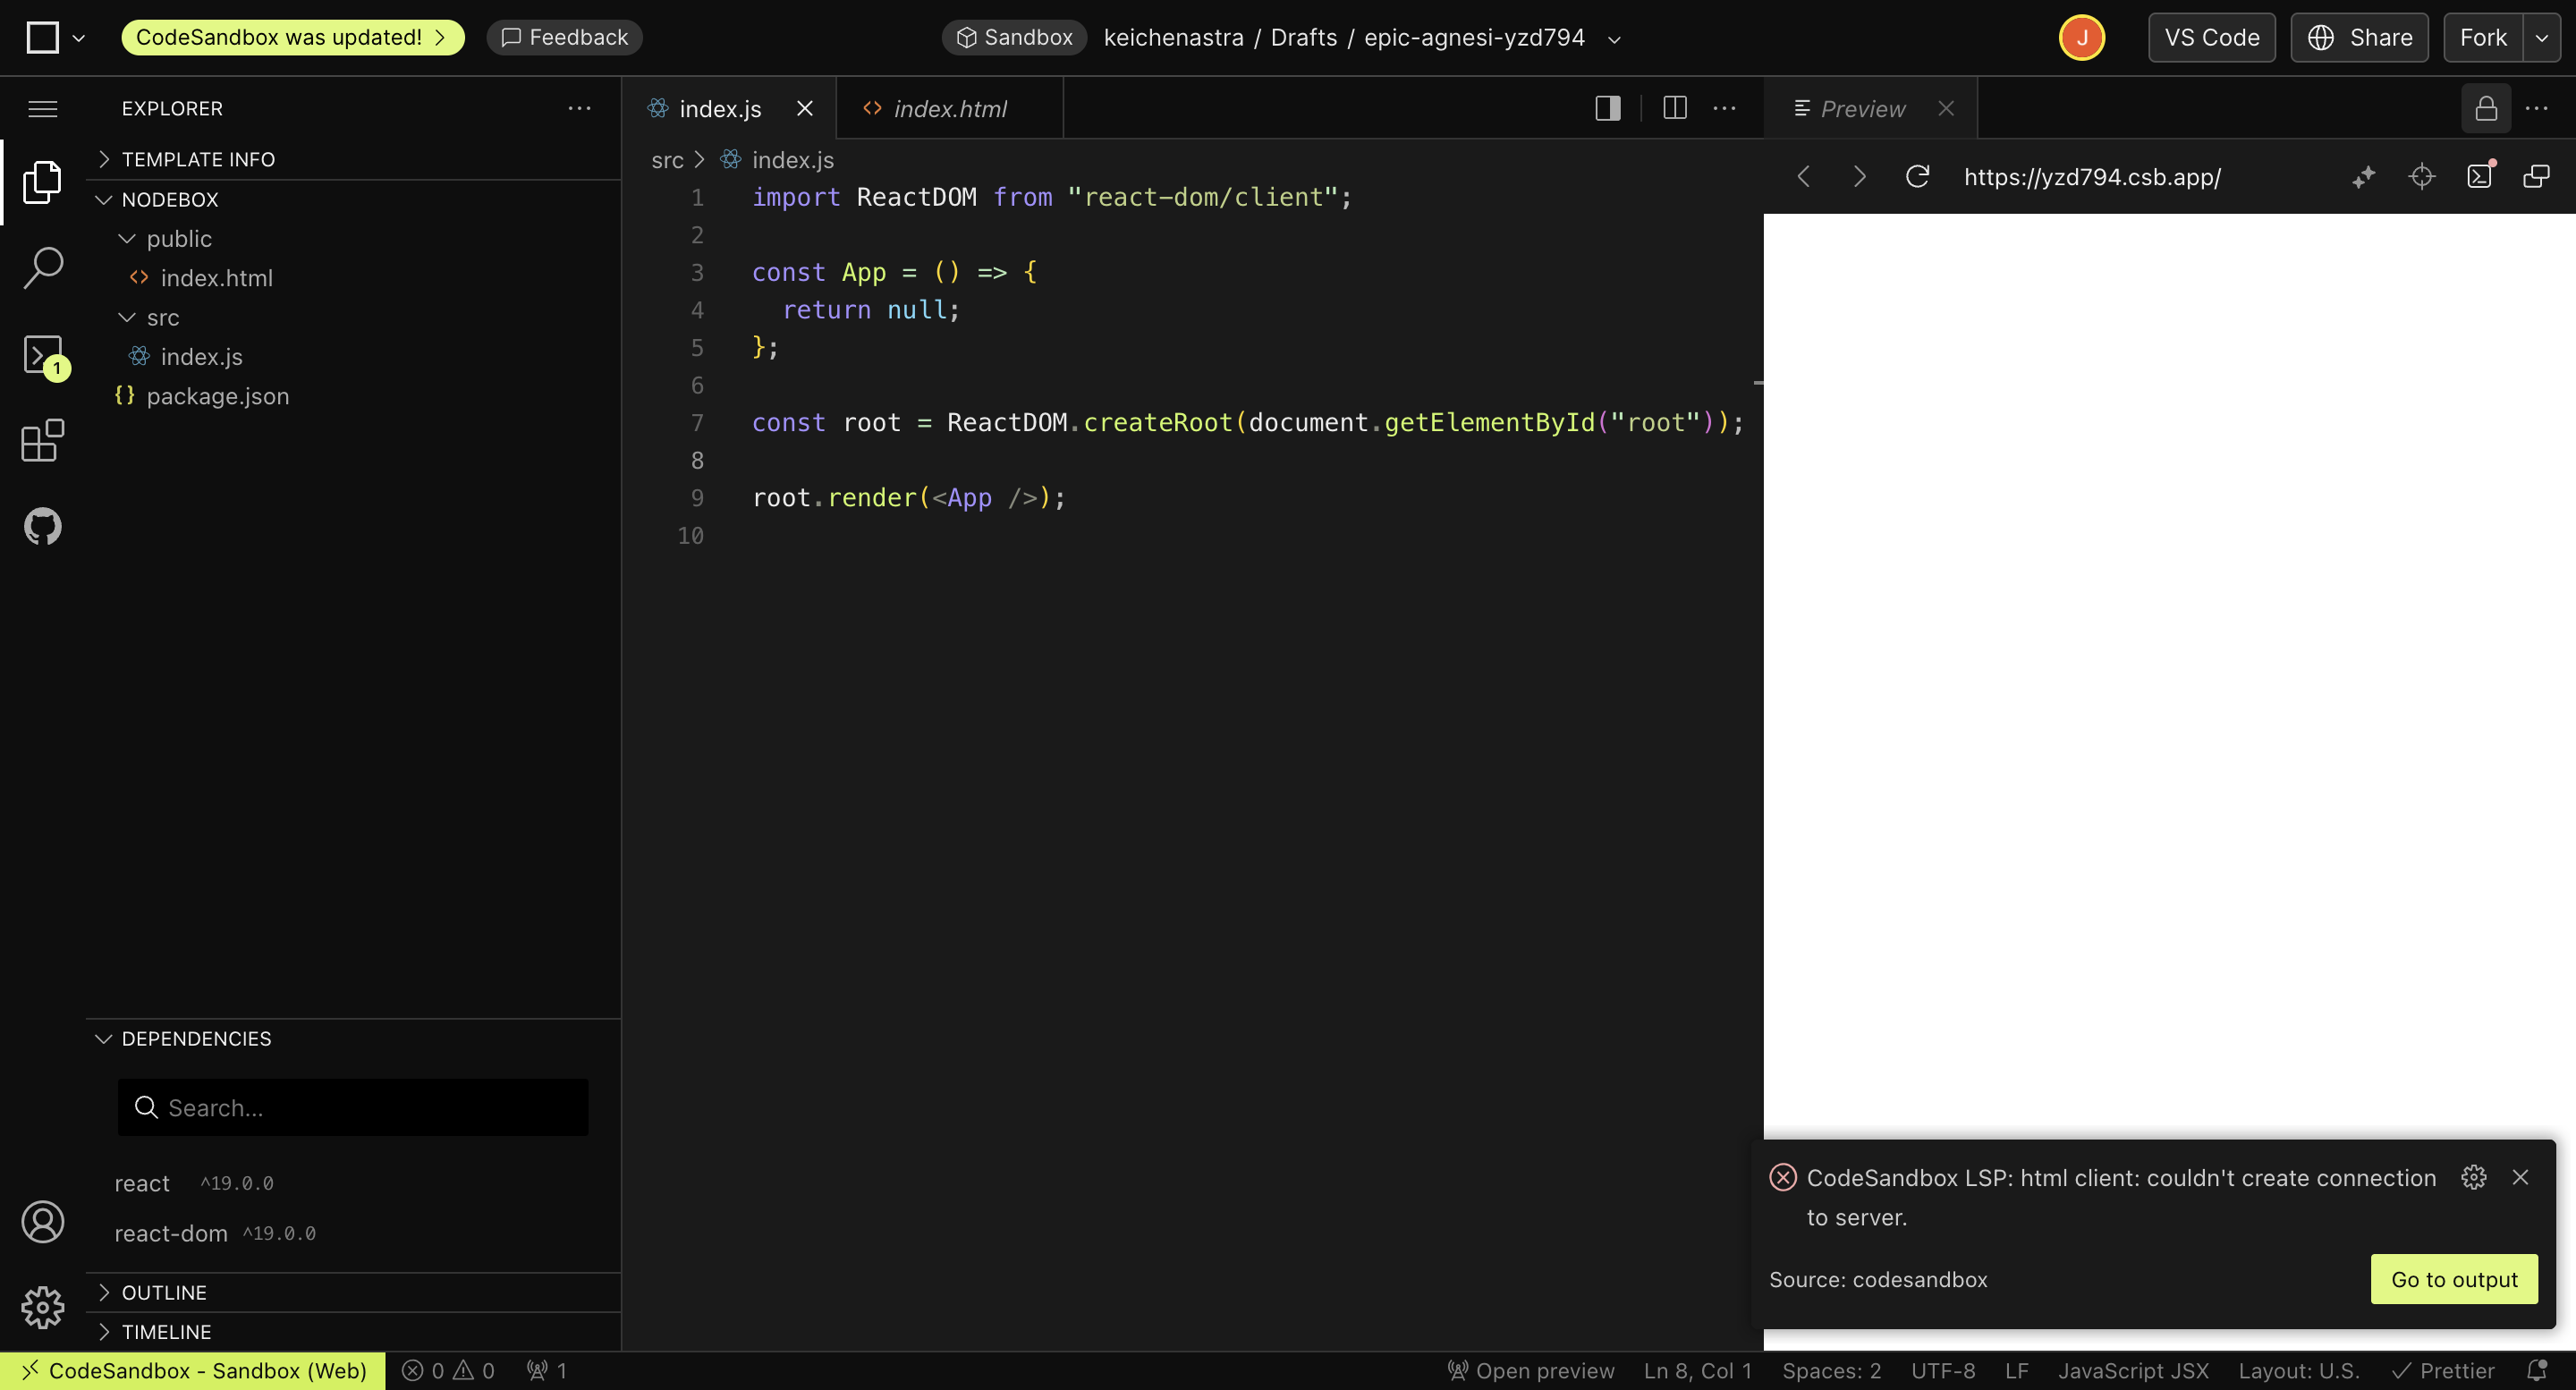 CodeSandbox was updated!
Feedback
Sandbox
keichenastra / Drafts / epic-agnesi-yzd794
J
VS Code
Share
Fork
EXPLORER
TEMPLATE INFO
NODEBOX
public
index.html
src
index.js
package.json
1
DEPENDENCIES
Search...
react ^19.0.0
react-dom ^19.0.0
OUTLINE
TIMELINE
index.js
index.html
src
index.js
1 import ReactDOM from "react-dom/client";
2
3 const App = () => {
4 return null;
5 };
6
7 const root = ReactDOM.createRoot(document.getElementById("root"));
8
9 root.render(<App />);
10
Preview
https://yzd794.csb.app/
CodeSandbox LSP: html client: couldn't create connection
to server.
Source: codesandbox
Go to output
CodeSandbox - Sandbox (Web)
0
0
1
Open preview
Ln 8, Col 1
Spaces: 2
UTF-8
LF
JavaScript JSX
Layout: U.S.
Prettier